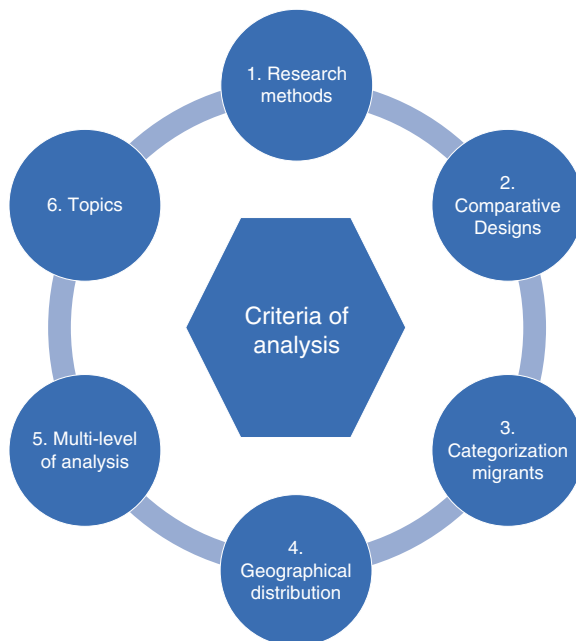 1. Research
methods
2.
Comparative
Designs
3.
Categorization
migrants
4.
Geographical
distribution
5. Multi-level
of analysis
6. Topics
Criteria of
analysis